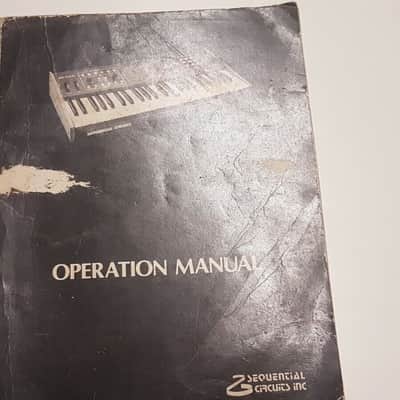 OPERATION MANUAL
SEQUENTIAL
CIRCUITS INC